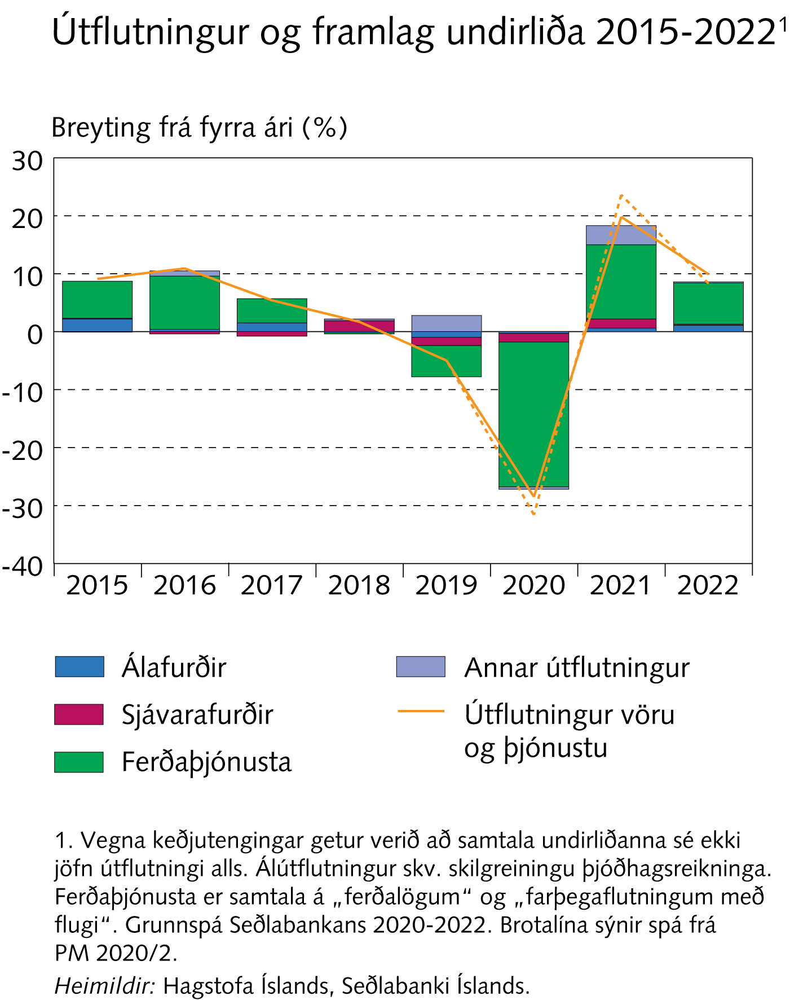 Útflutningur og framlag undirliða 2015-2022¹
Breyting frá fyrra ári (%)
30
20
10
0
-10
-20
-30
-40
2015 2016 2017 2018 2019 2020 2021 2022
Álafurðir
Sjávarafurðir
Ferðaþjónusta
Annar útflutningur
Útflutningur vöru
og þjónustu
1. Vegna keðjutengingar getur verið að samtala undirliðanna sé ekki
jöfn útflutningi alls. Álútflutningur skv. skilgreiningu þjóðhagsreikninga.
Ferðaþjónusta er samtala á „ferðalögum“ og „farþegaflutningum með
flugi“. Grunnspá Seðlabankans 2020-2022. Brotalína sýnir spá frá
PM 2020/2.
Heimildir: Hagstofa Íslands, Seðlabanki Íslands.